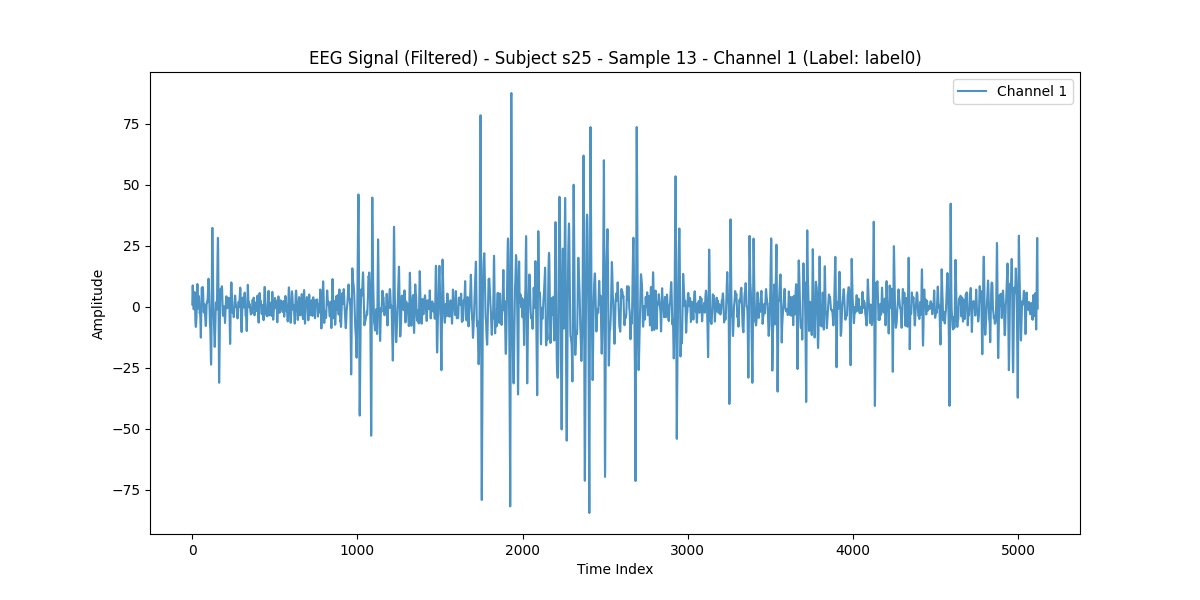 EEG Signal (Filtered) - Subject s25 - Sample 13 - Channel 1 (Label: label0)
Channel 1
75
50
25
0
−25
−50
−75
Amplitude
0 1000 2000 3000 4000 5000
Time Index